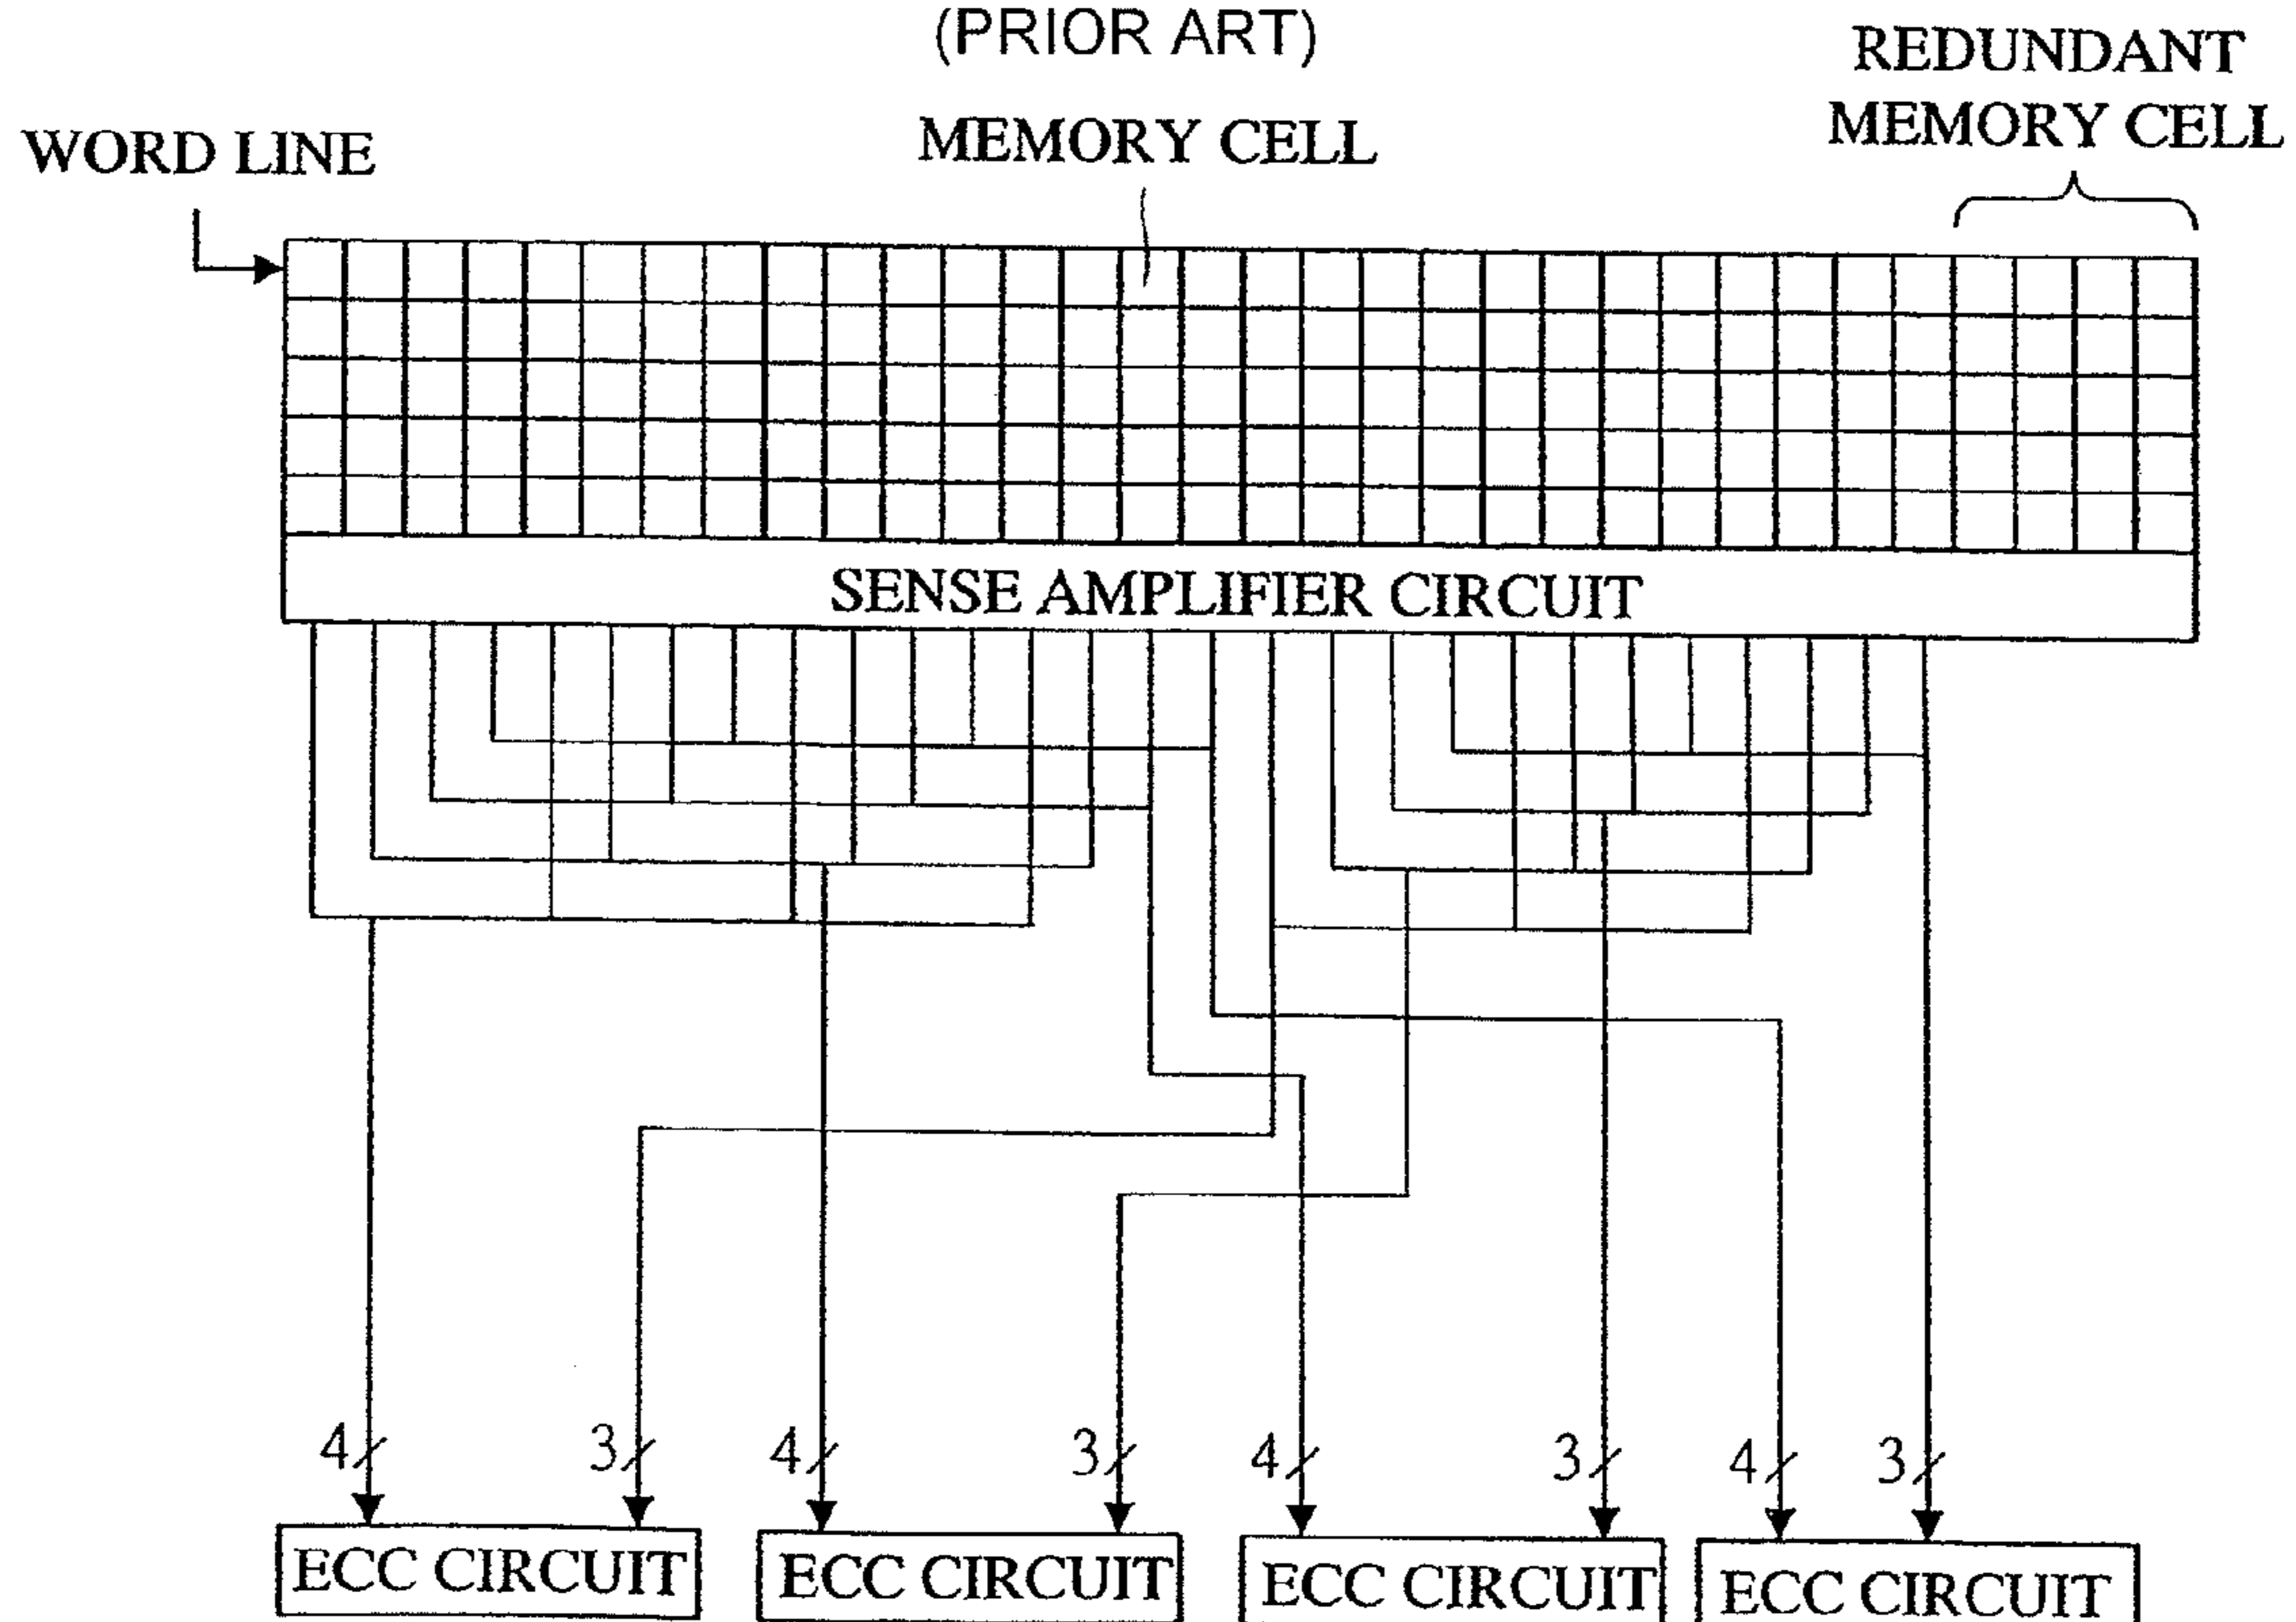 (PRIOR ART)
REDUNDANT
MEMORY CELL
MEMORY CELL
WORD LINE
SENSE AMPLIFIER CIRCUIT
4 3 4 3 4 3 4 3
ECC CIRCUIT ECC CIRCUIT ECC CIRCUIT ECC CIRCUIT